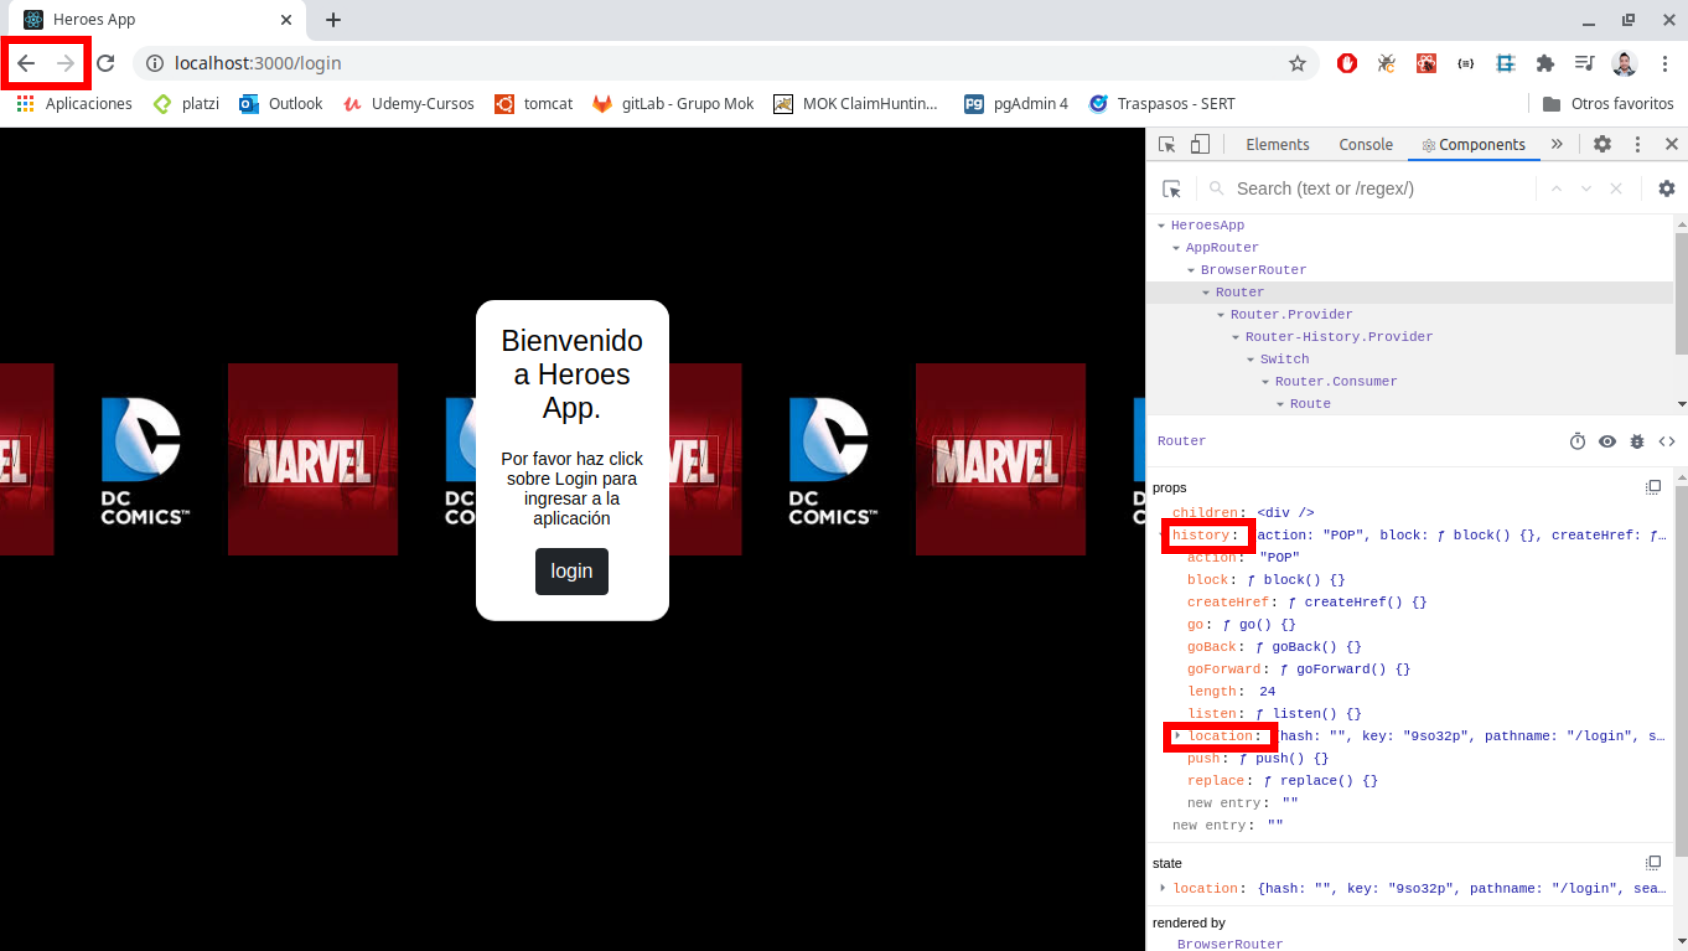 Heroes App
localhost:3000/login
Aplicaciones platzi Outlook Udemy-Cursos tomcat gitLab - Grupo Mok MOK ClaimHuntin... pgAdmin 4 Traspasos - SERT Otros favoritos
Elements Console Components
Search (text or /regex/)
HeroesApp
AppRouter
BrowserRouter
Router
Router.Provider
Router-History.Provider
Switch
Router.Consumer
Route
EL
DC
COMICS™
MARVEL
DC
CO
Bienvenido
a Heroes
App.
Por favor haz click
sobre Login para
ingresar a la
aplicación
login
VEL
DC
COMICS™
MARVEL
D
C
Router
props
children: <div />
history: action: "POP", block: ƒ block() {}, createHref: ƒ…
action: "POP"
block: ƒ block() {}
createHref: ƒ createHref() {}
go: ƒ go() {}
goBack: ƒ goBack() {}
goForward: ƒ goForward() {}
length: 24
listen: ƒ listen() {}
location: {hash: "", key: "9so32p", pathname: "/login", s…
push: ƒ push() {}
replace: ƒ replace() {}
new entry: ""
new entry: ""
state
location: {hash: "", key: "9so32p", pathname: "/login", sea…
rendered by
BrowserRouter